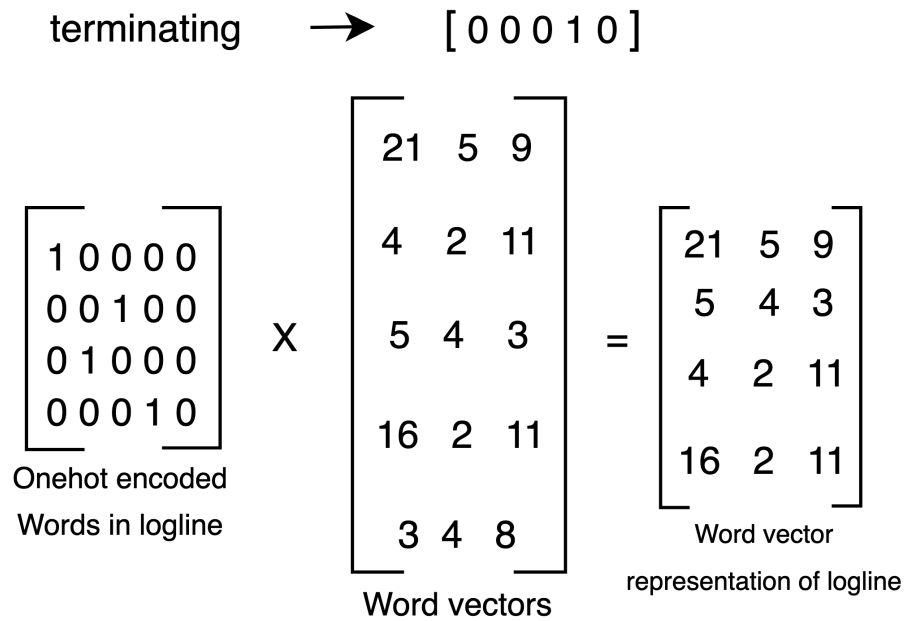 terminating → [ 0 0 0 1 0 ]
21 5 9
4 2 11
5 4 3
16 2 11
3 4 8
Word vectors
1 0 0 0 0
0 0 1 0 0
0 1 0 0 0
0 0 0 1 0
Onehot encoded
Words in logline
X
=
21 5 9
5 4 3
4 2 11
16 2 11
Word vector
representation of logline